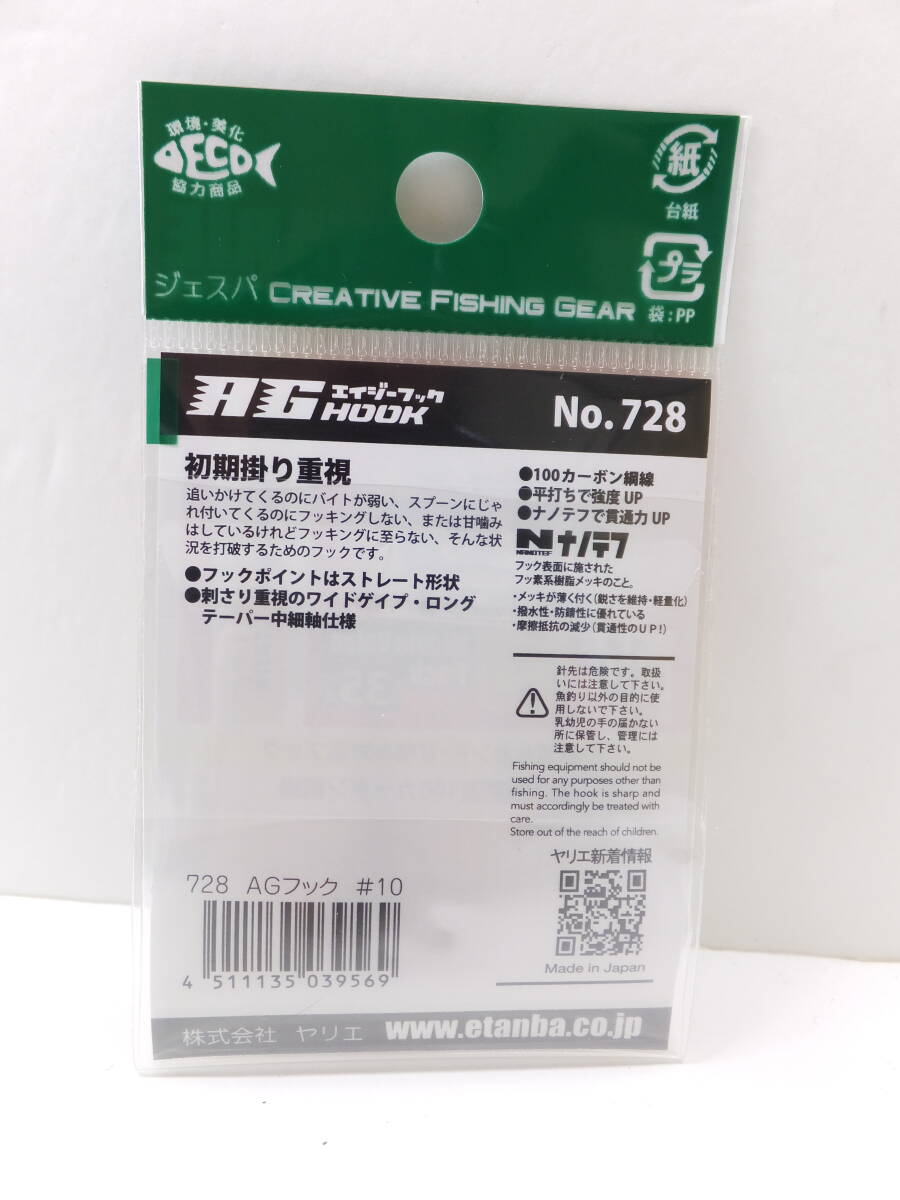 環境・美化
ECO
協力商品
紙
台紙
プラ
袋:PP
ジェスパ CREATIVE FISHING GEAR
AG エイジーフック HOOK
No.728
初期掛り重視
追いかけてくるのにバイトが弱い、スプーンにじゃ
れ付いてくるのにフッキングしない、または甘噛み
はしているけれどフッキングに至らない、そんな状
況を打破するためのフックです。
●フックポイントはストレート形状
●刺さり重視のワイドゲイプ・ロング
テーパー中細軸仕様
●100カーボン綱線
●平打ちで強度 UP
●ナノテフで貫通力 UP
N NANOTEF ナノテフ
フック表面に施された
フッ素系樹脂メッキのこと。
・メッキが薄く付く(鋭さを維持・軽量化)
・撥水性・防錆性に優れている
・摩擦抵抗の減少(貫通性のUP!)
針先は危険です。取扱
いには注意して下さい。
魚釣り以外の目的に使
用しないで下さい。
乳幼児の手の届かない
所に保管し、管理には
注意して下さい。
Fishing equipment should not be
used for any purposes other than
fishing. The hook is sharp and
must accordingly be treated with
care.
Store out of the reach of children.
ヤリエ新着情報
Made in Japan
728 AGフック #10
4 511135 039569
株式会社 ヤリエ www.etanba.co.jp